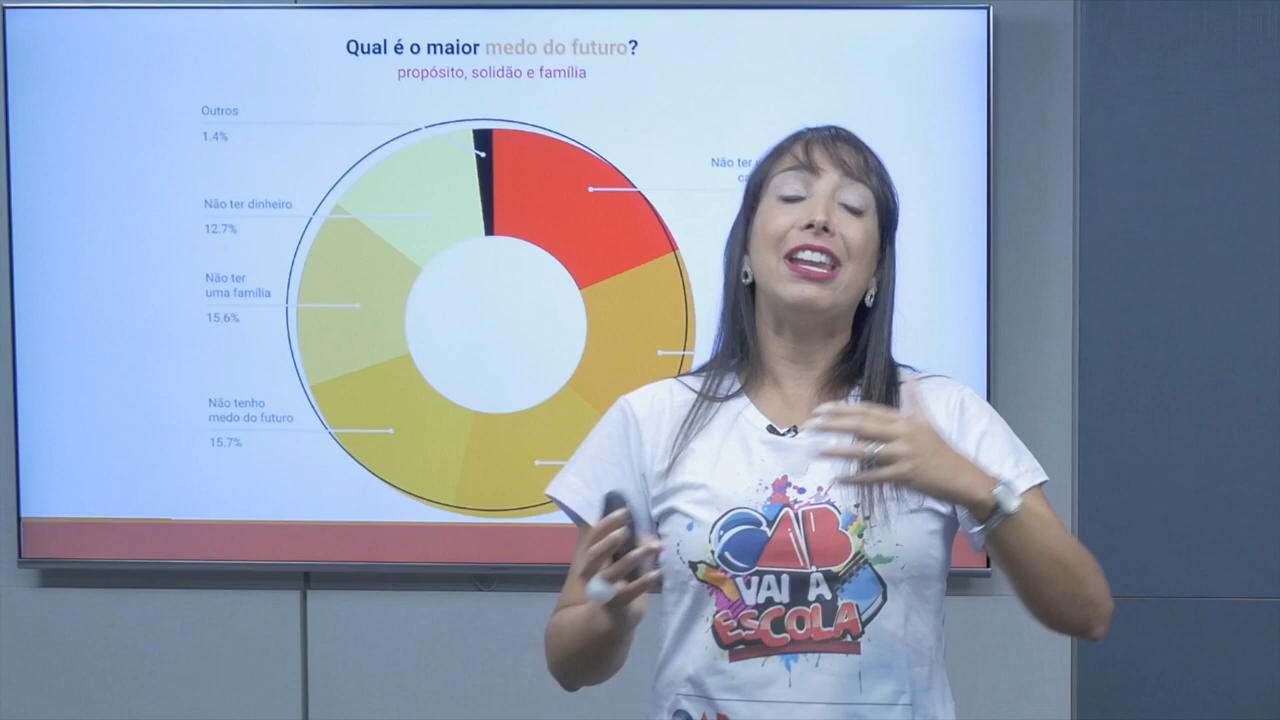 Qual é o maior medo do futuro?
propósito, solidão e família
Outros
1.4%
Não ter
Não ter dinheiro
12.7%
Não ter
uma família
15.6%
Não tenho
medo do futuro
15.7%
OAB
VAI À
ESCOLA